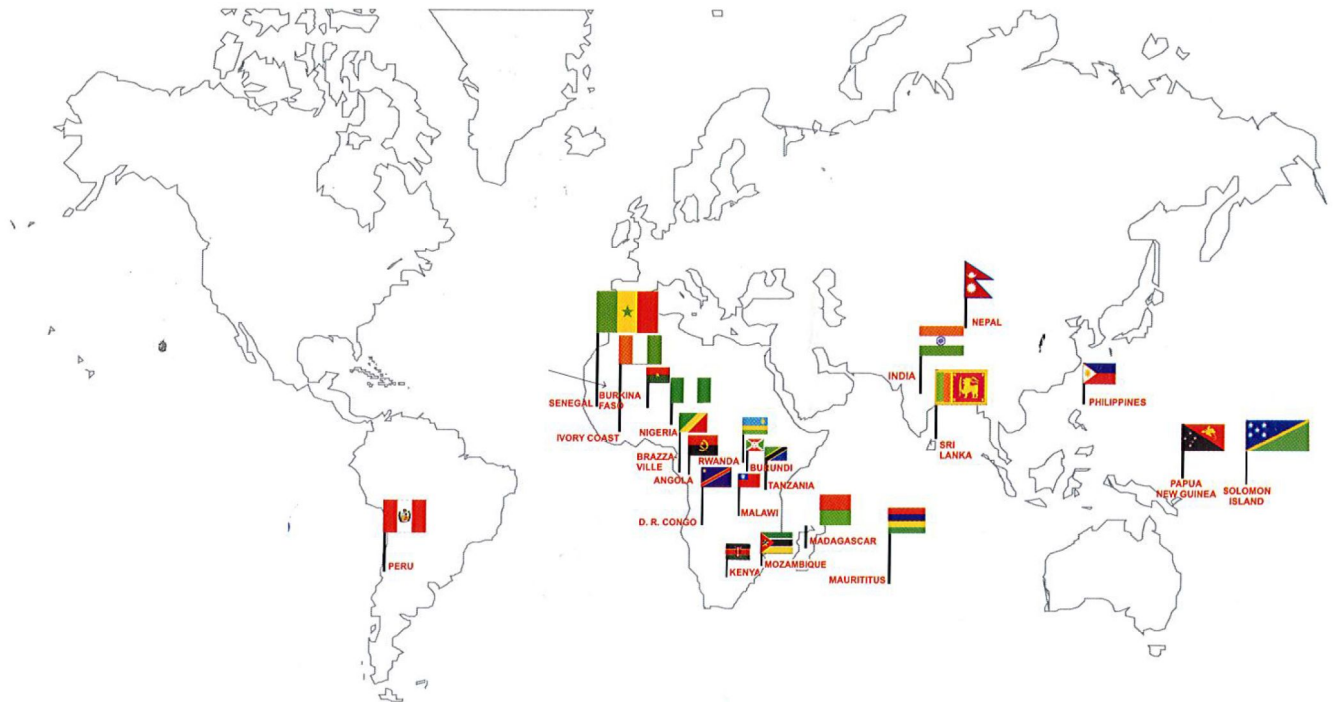 NEPAL
INDIA
PHILIPPINES
SENEGAL
BURKINA
FASO
IVORY COAST
NIGERIA
SRI
LANKA
BRAZZA-
VILLE
RWANDA
BURUNDI
ANGOLA
TANZANIA
PAPUA
NEW GUINEA
SOLOMON
ISLAND
MALAWI
D. R. CONGO
MADAGASCAR
PERU
KENYA
MOZAMBIQUE
MAURITITUS